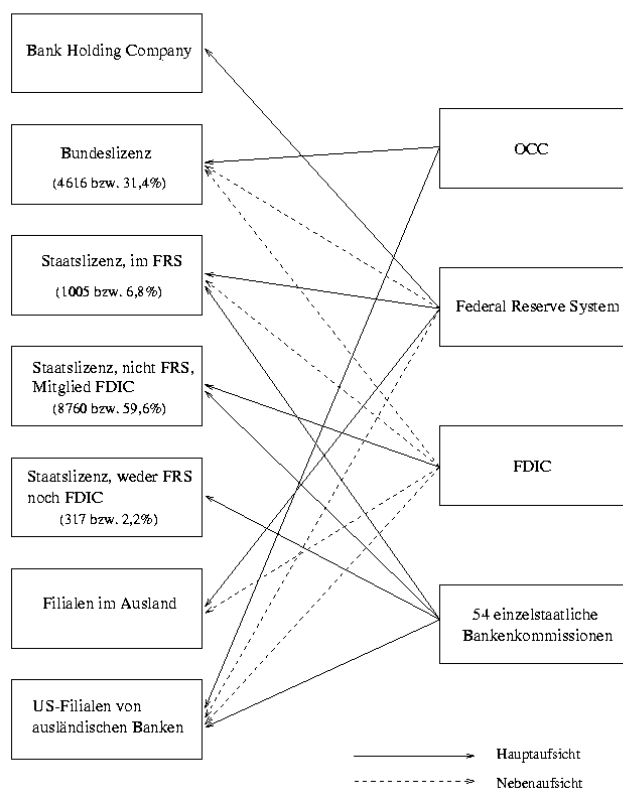 Bank Holding Company
Bundeslizenz
(4616 bzw. 31,4%)
Staatslizenz, im FRS
(1005 bzw. 6,8%)
Staatslizenz, nicht FRS,
Mitglied FDIC
(8760 bzw. 59,6%)
Staatslizenz, weder FRS
noch FDIC
(317 bzw. 2,2%)
Filialen im Ausland
US-Filialen von
ausländischen Banken
OCC
Federal Reserve System
FDIC
54 einzelstaatliche
Bankenkommissionen
Hauptaufsicht
Nebenaufsicht